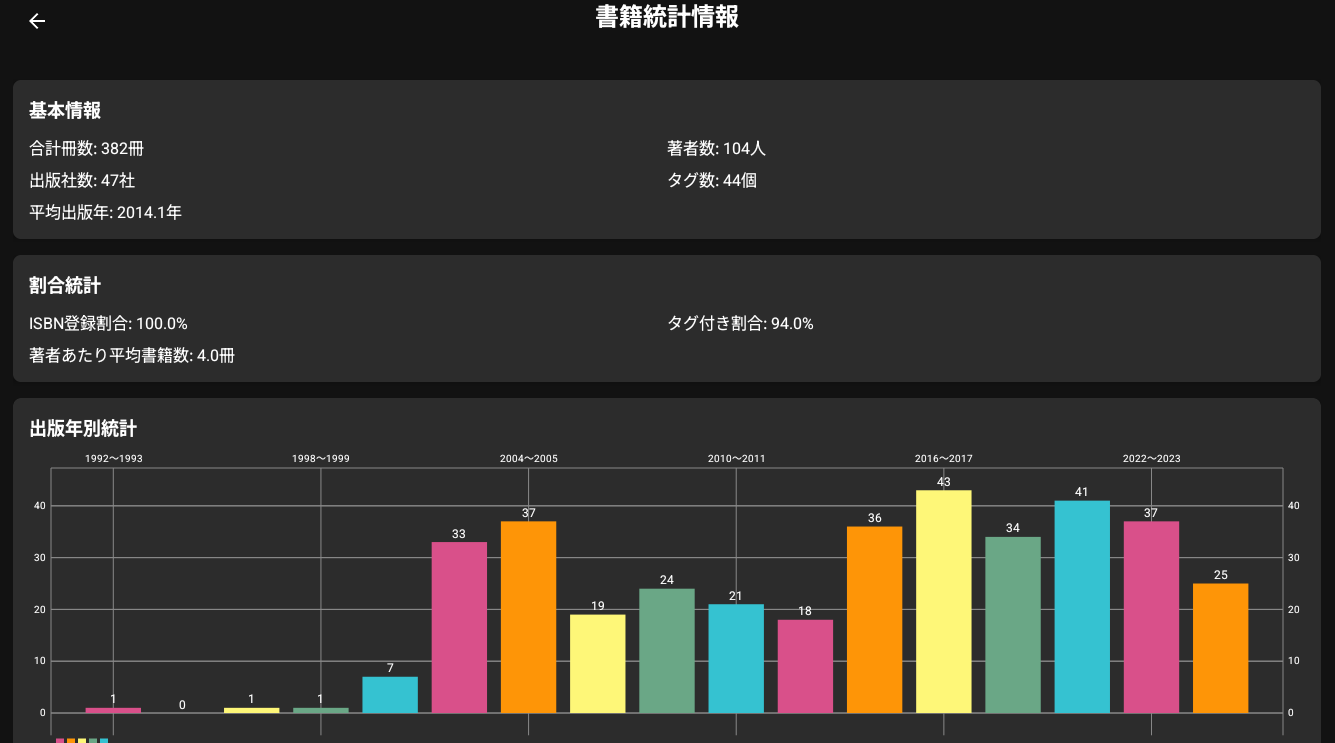 書籍統計情報
基本情報
合計冊数: 382冊
著者数: 104人
出版社数: 47社
タグ数: 44個
平均出版年: 2014.1年
割合統計
ISBN登録割合: 100.0%
タグ付き割合: 94.0%
著者あたり平均書籍数: 4.0冊
出版年別統計
1992〜1993 1998〜1999 2004〜2005 2010〜2011 2016〜2017 2022〜2023
43
41
40 40
37 37
36
34
33
30 30
25
24
21
20 20
19
18
10 10
7
1 0 1 1
0 0